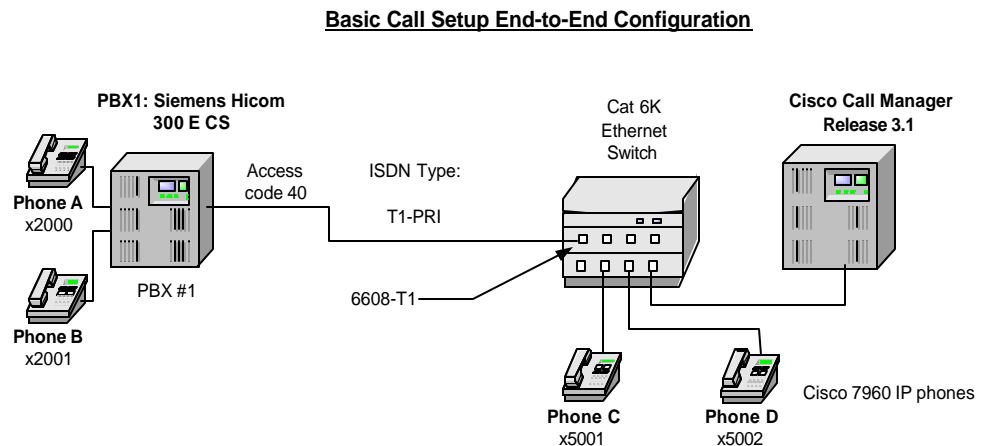 Basic Call Setup End-to-End Configuration
PBX1: Siemens Hicom
300 E CS
Cat 6K
Ethernet
Switch
Cisco Call Manager
Release 3.1
Access
code 40
ISDN Type:
T1-PRI
Phone A
x2000
PBX #1
6608-T1
Phone B
x2001
Phone C
x5001
Phone D
x5002
Cisco 7960 IP phones